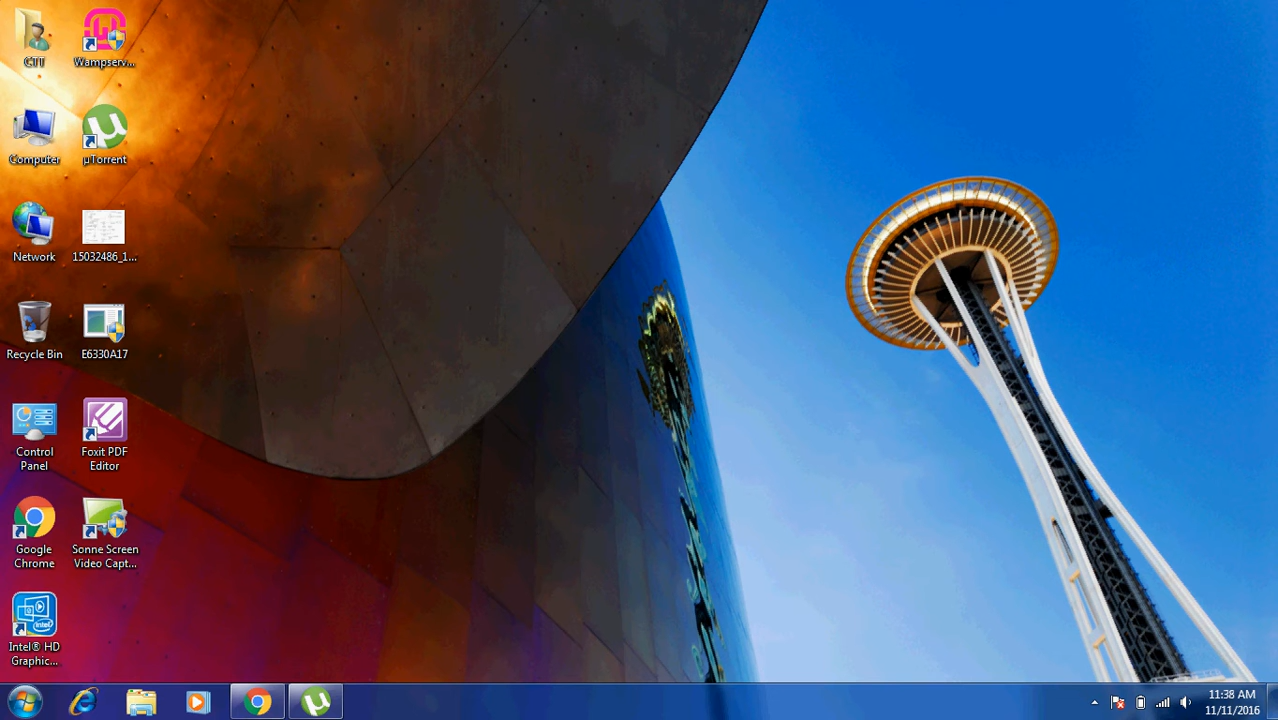 CTT
Wampserv...
Computer
µTorrent
Network
15032486_1...
Recycle Bin
E6330A17
Control
Panel
Foxit PDF
Editor
Google
Chrome
Sonne Screen
Video Capt...
Intel® HD
Graphic...
11:38 AM
11/11/2016